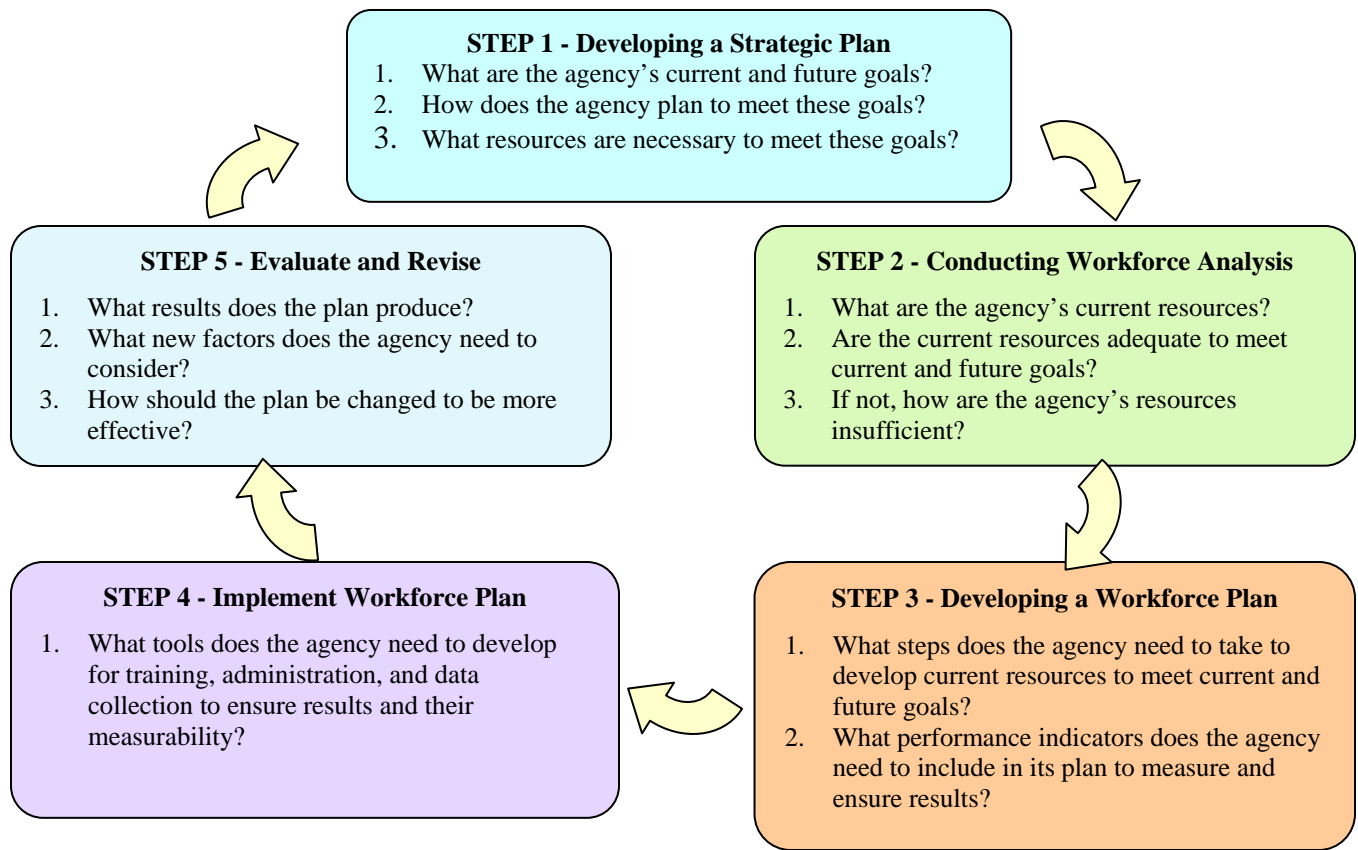 STEP 1 - Developing a Strategic Plan
1. What are the agency’s current and future goals?
2. How does the agency plan to meet these goals?
3. What resources are necessary to meet these goals?
STEP 5 - Evaluate and Revise
1. What results does the plan produce?
2. What new factors does the agency need to
consider?
3. How should the plan be changed to be more
effective?
STEP 2 - Conducting Workforce Analysis
1. What are the agency’s current resources?
2. Are the current resources adequate to meet
current and future goals?
3. If not, how are the agency’s resources
insufficient?
STEP 4 - Implement Workforce Plan
1. What tools does the agency need to develop
for training, administration, and data
collection to ensure results and their
measurability?
STEP 3 - Developing a Workforce Plan
1. What steps does the agency need to take to
develop current resources to meet current and
future goals?
2. What performance indicators does the agency
need to include in its plan to measure and
ensure results?